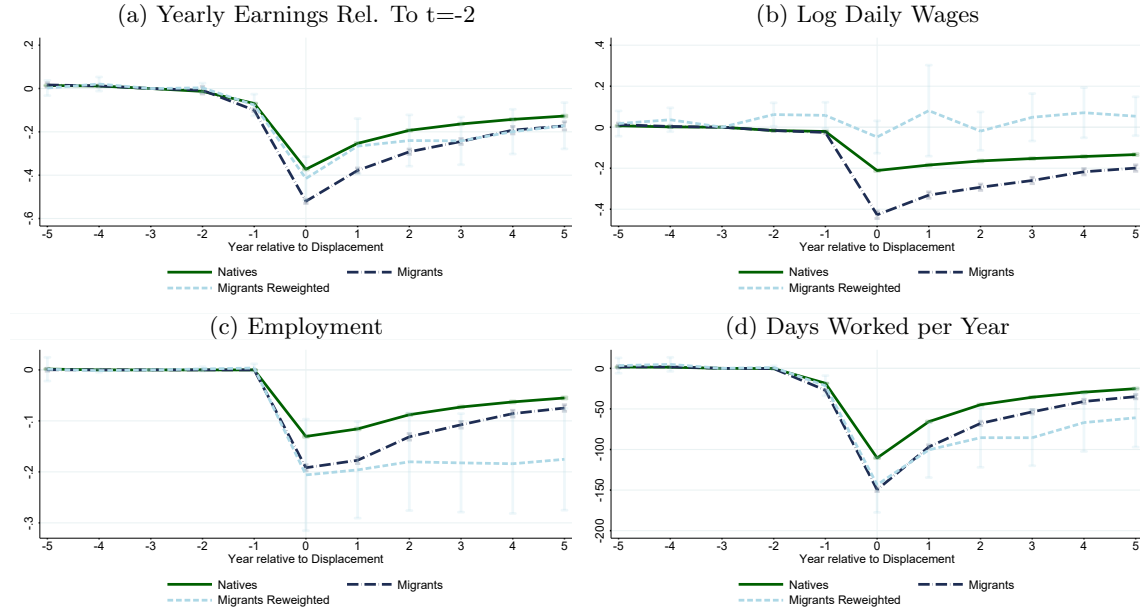 (a) Yearly Earnings Rel. To t=-2
.2
0
-.2
-.4
-.6
-5 -4 -3 -2 -1 0 1 2 3 4 5
Year relative to Displacement
Natives Migrants
Migrants Reweighted
(b) Log Daily Wages
.4
.2
0
-.2
-.4
-5 -4 -3 -2 -1 0 1 2 3 4 5
Year relative to Displacement
Natives Migrants
Migrants Reweighted
(c) Employment
0
-.1
-.2
-.3
-5 -4 -3 -2 -1 0 1 2 3 4 5
Year relative to Displacement
Natives Migrants
Migrants Reweighted
(d) Days Worked per Year
0
-50
-100
-150
-200
-5 -4 -3 -2 -1 0 1 2 3 4 5
Year relative to Displacement
Natives Migrants
Migrants Reweighted